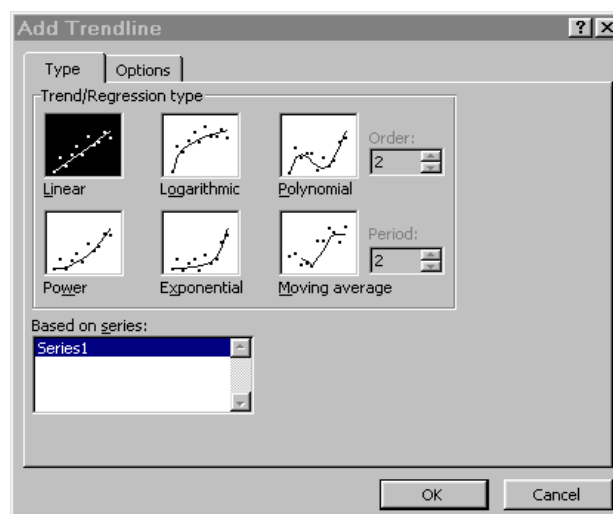 Add Trendline
Type Options
Trend/Regression type
Linear Logarithmic Polynomial
Order:
2
Power Exponential Moving average
Period:
2
Based on series:
Series1
OK Cancel